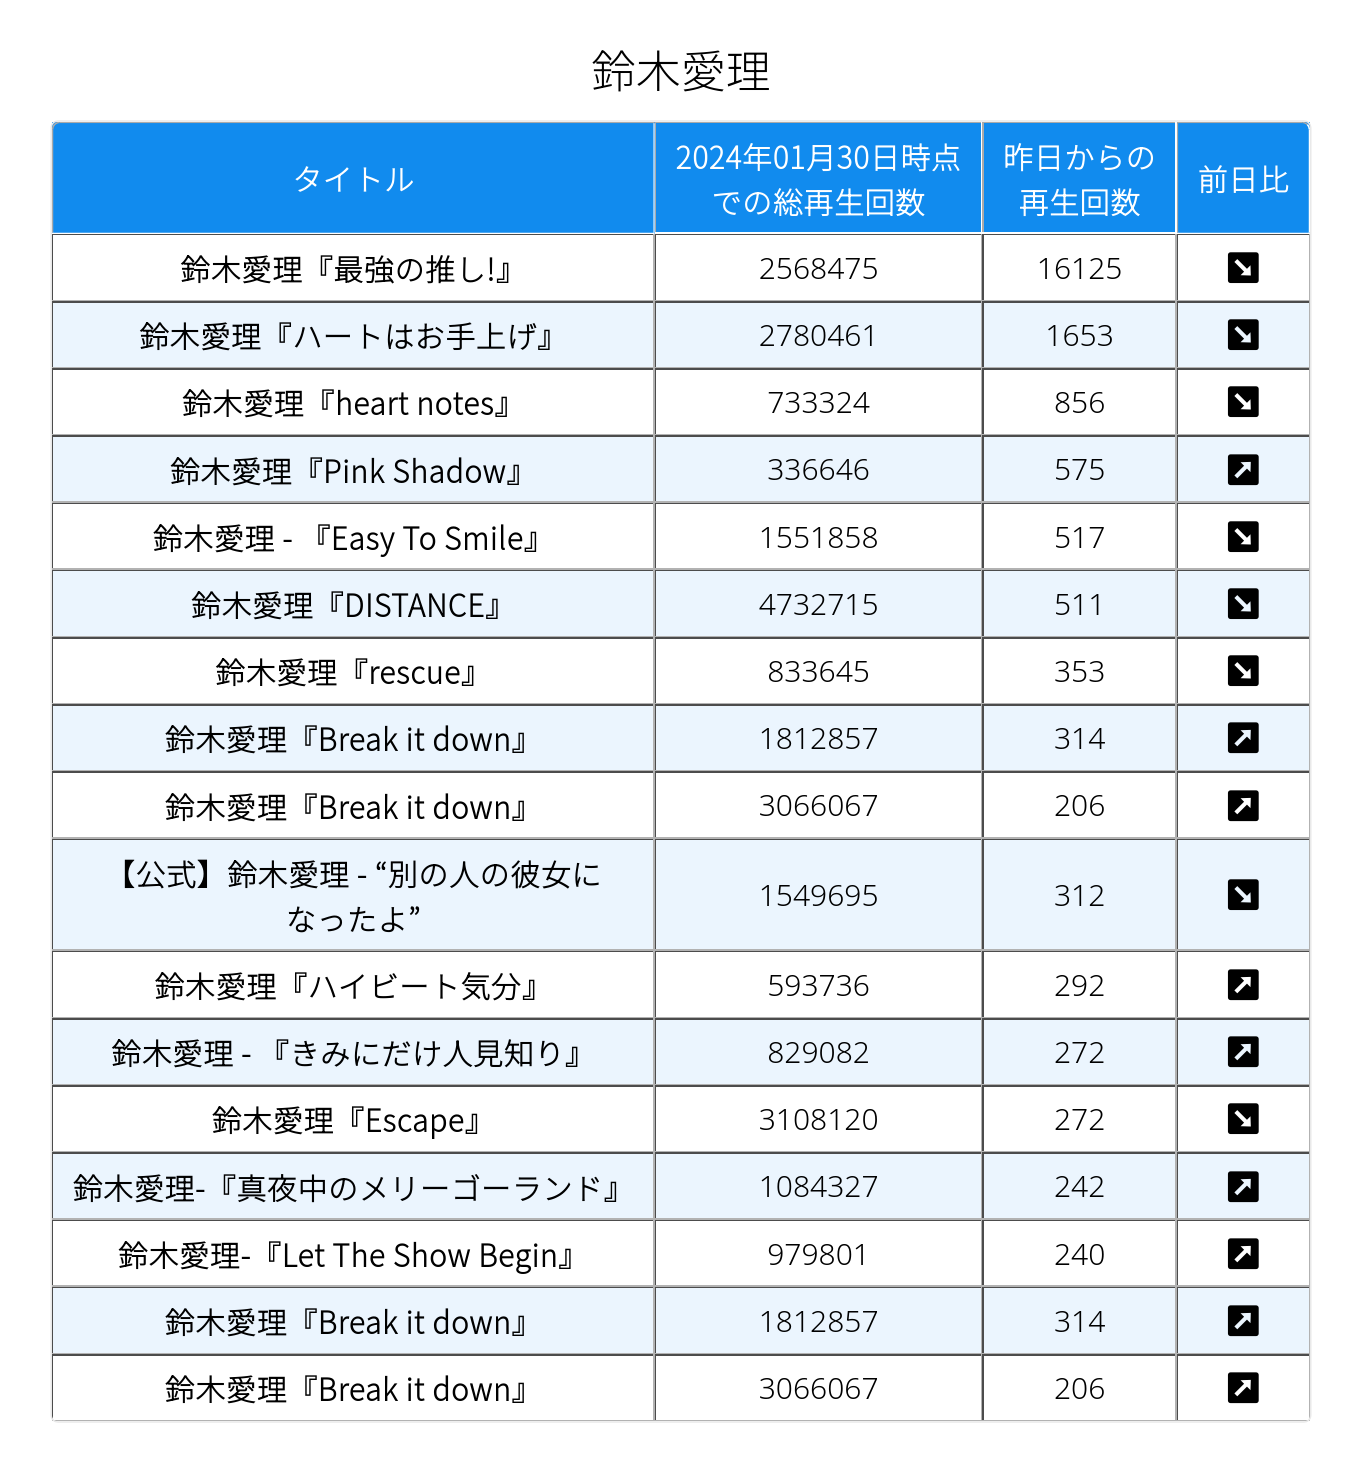 鈴木愛理
タイトル
2024年01月30日時点
での総再生回数
昨日からの
再生回数
前日比
鈴木愛理『最強の推し!』 2568475 16125
鈴木愛理『ハートはお手上げ』 2780461 1653
鈴木愛理『heart notes』 733324 856
鈴木愛理『Pink Shadow』 336646 575
鈴木愛理 - 『Easy To Smile』 1551858 517
鈴木愛理『DISTANCE』 4732715 511
鈴木愛理『rescue』 833645 353
鈴木愛理『Break it down』 1812857 314
鈴木愛理『Break it down』 3066067 206
【公式】鈴木愛理 - “別の人の彼女に
なったよ” 1549695 312
鈴木愛理『ハイビート気分』 593736 292
鈴木愛理 - 『きみにだけ人見知り』 829082 272
鈴木愛理『Escape』 3108120 272
鈴木愛理-『真夜中のメリーゴーランド』 1084327 242
鈴木愛理-『Let The Show Begin』 979801 240
鈴木愛理『Break it down』 1812857 314
鈴木愛理『Break it down』 3066067 206